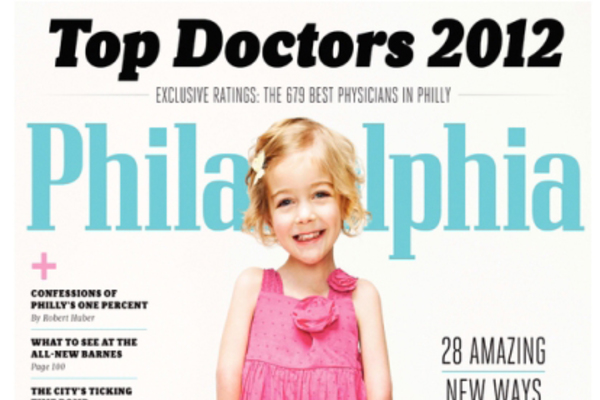 Top Doctors 2012
EXCLUSIVE RATINGS: THE 679 BEST PHYSICIANS IN PHILLY
Philadelphia
+
CONFESSIONS OF
PHILLY'S ONE PERCENT
By Robert Huber
WHAT TO SEE AT THE
ALL-NEW BARNES
Page 100
THE CITY'S TICKING
28 AMAZING
NEW WAYS